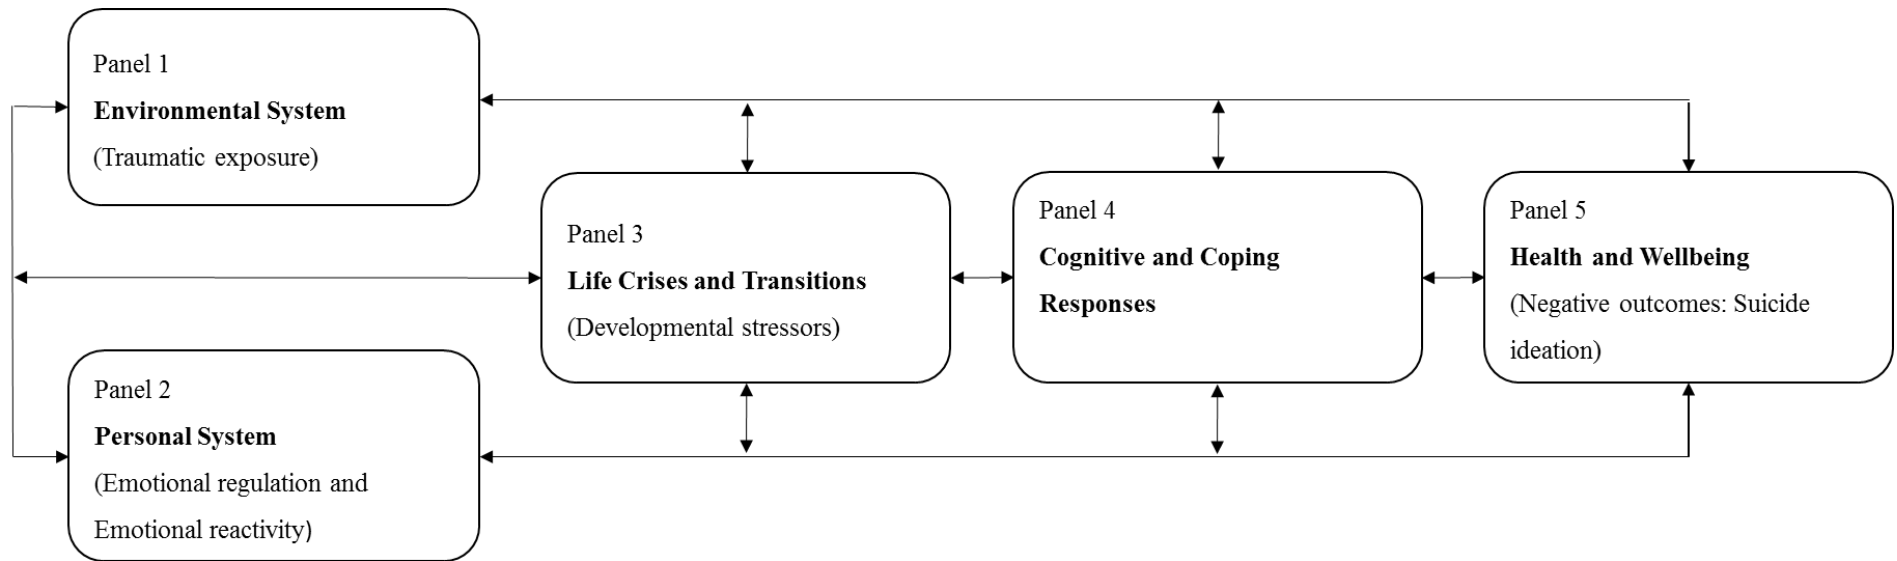 Panel 1
Environmental System
(Traumatic exposure)
Panel 2
Personal System
(Emotional regulation and
Emotional reactivity)
Panel 3
Life Crises and Transitions
(Developmental stressors)
Panel 4
Cognitive and Coping
Responses
Panel 5
Health and Wellbeing
(Negative outcomes: Suicide
ideation)